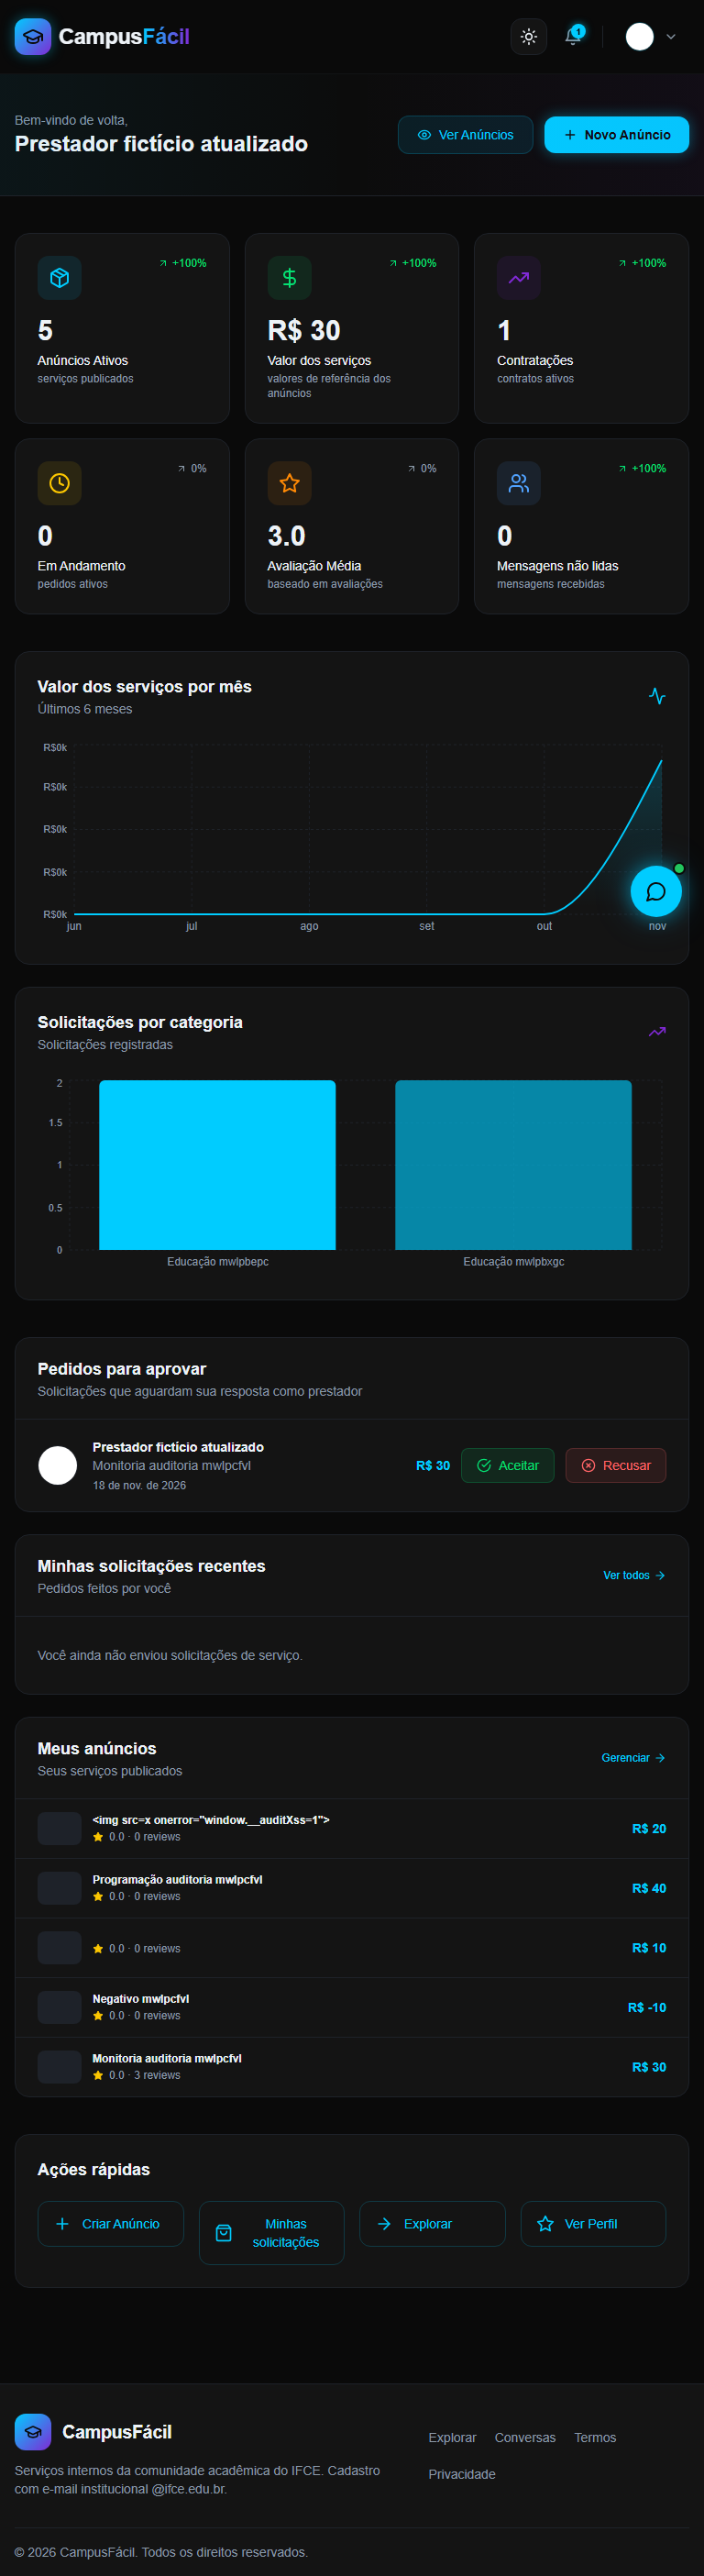 CampusFácil
1
Bem-vindo de volta,
Prestador fictício atualizado
Ver Anúncios
Novo Anúncio
+100%
5
Anúncios Ativos
serviços publicados
+100%
R$ 30
Valor dos serviços
valores de referência dos
anúncios
+100%
1
Contratações
contratos ativos
0%
0
Em Andamento
pedidos ativos
0%
3.0
Avaliação Média
baseado em avaliações
+100%
0
Mensagens não lidas
mensagens recebidas
Valor dos serviços por mês
Últimos 6 meses
R$0k
R$0k
R$0k
R$0k
R$0k
jun jul ago set out nov
Solicitações por categoria
Solicitações registradas
2
1.5
1
0.5
0
Educação mwlpbepc Educação mwlpbxgc
Pedidos para aprovar
Solicitações que aguardam sua resposta como prestador
Prestador fictício atualizado
Monitoria auditoria mwlpcfvl
18 de nov. de 2026
R$ 30
Aceitar
Recusar
Minhas solicitações recentes
Pedidos feitos por você
Ver todos
Você ainda não enviou solicitações de serviço.
Meus anúncios
Seus serviços publicados
Gerenciar
<img src=x onerror="window.__auditXss=1">
0.0 · 0 reviews
R$ 20
Programação auditoria mwlpcfvl
0.0 · 0 reviews
R$ 40
0.0 · 0 reviews
R$ 10
Negativo mwlpcfvl
0.0 · 0 reviews
R$ -10
Monitoria auditoria mwlpcfvl
0.0 · 3 reviews
R$ 30
Ações rápidas
Criar Anúncio
Minhas
solicitações
Explorar
Ver Perfil
CampusFácil
Serviços internos da comunidade acadêmica do IFCE. Cadastro
com e-mail institucional @ifce.edu.br.
Explorar Conversas Termos
Privacidade
© 2026 CampusFácil. Todos os direitos reservados.